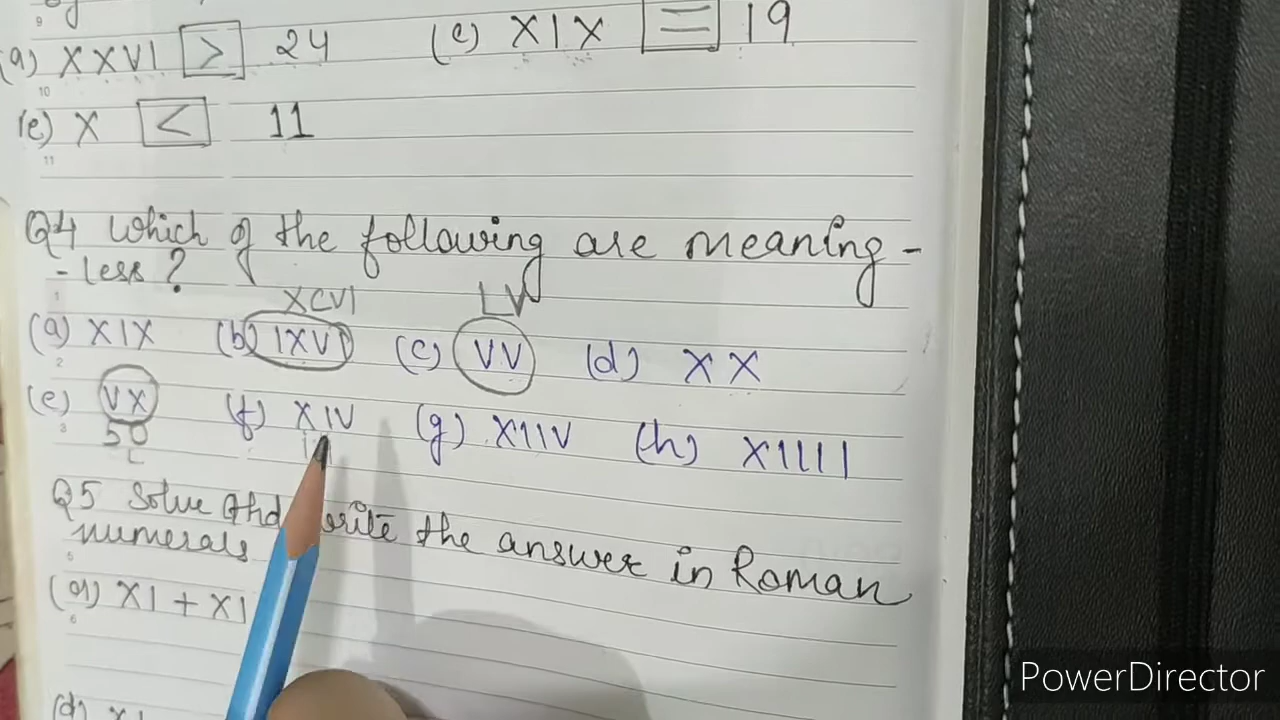 (a) XXVI > 24 (c) XIX = 19
(e) X < 11
Q4 Which of the following are meaning-
-less?
XCVI LV
(a) XIX (b) IXVI (c) VV (d) XX
(e) VX (f) XIV (g) XIIV (h) XIIII
50
L
Q5 Solve and write the answer in Roman
numerals
(a) XI + XI
(d) XI
PowerDirector